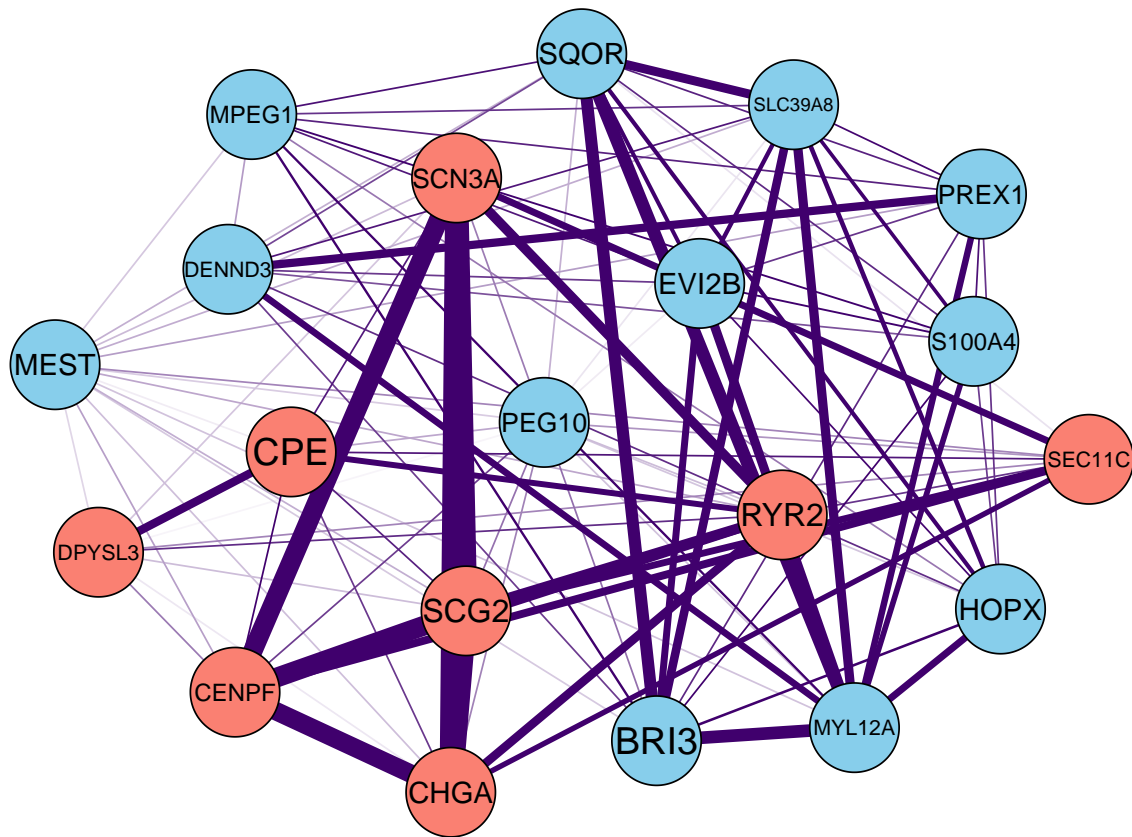 SQOR
SLC39A8
MPEG1
SCN3A
PREX1
DENND3
EVI2B
S100A4
MEST
PEG10
CPE
SEC11C
RYR2
DPYSL3
SCG2
HOPX
CENPF
MYL12A
BRI3
CHGA